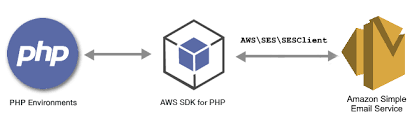 php
AWS\SES\SESClient
PHP Environments
AWS SDK for PHP
Amazon Simple
Email Service